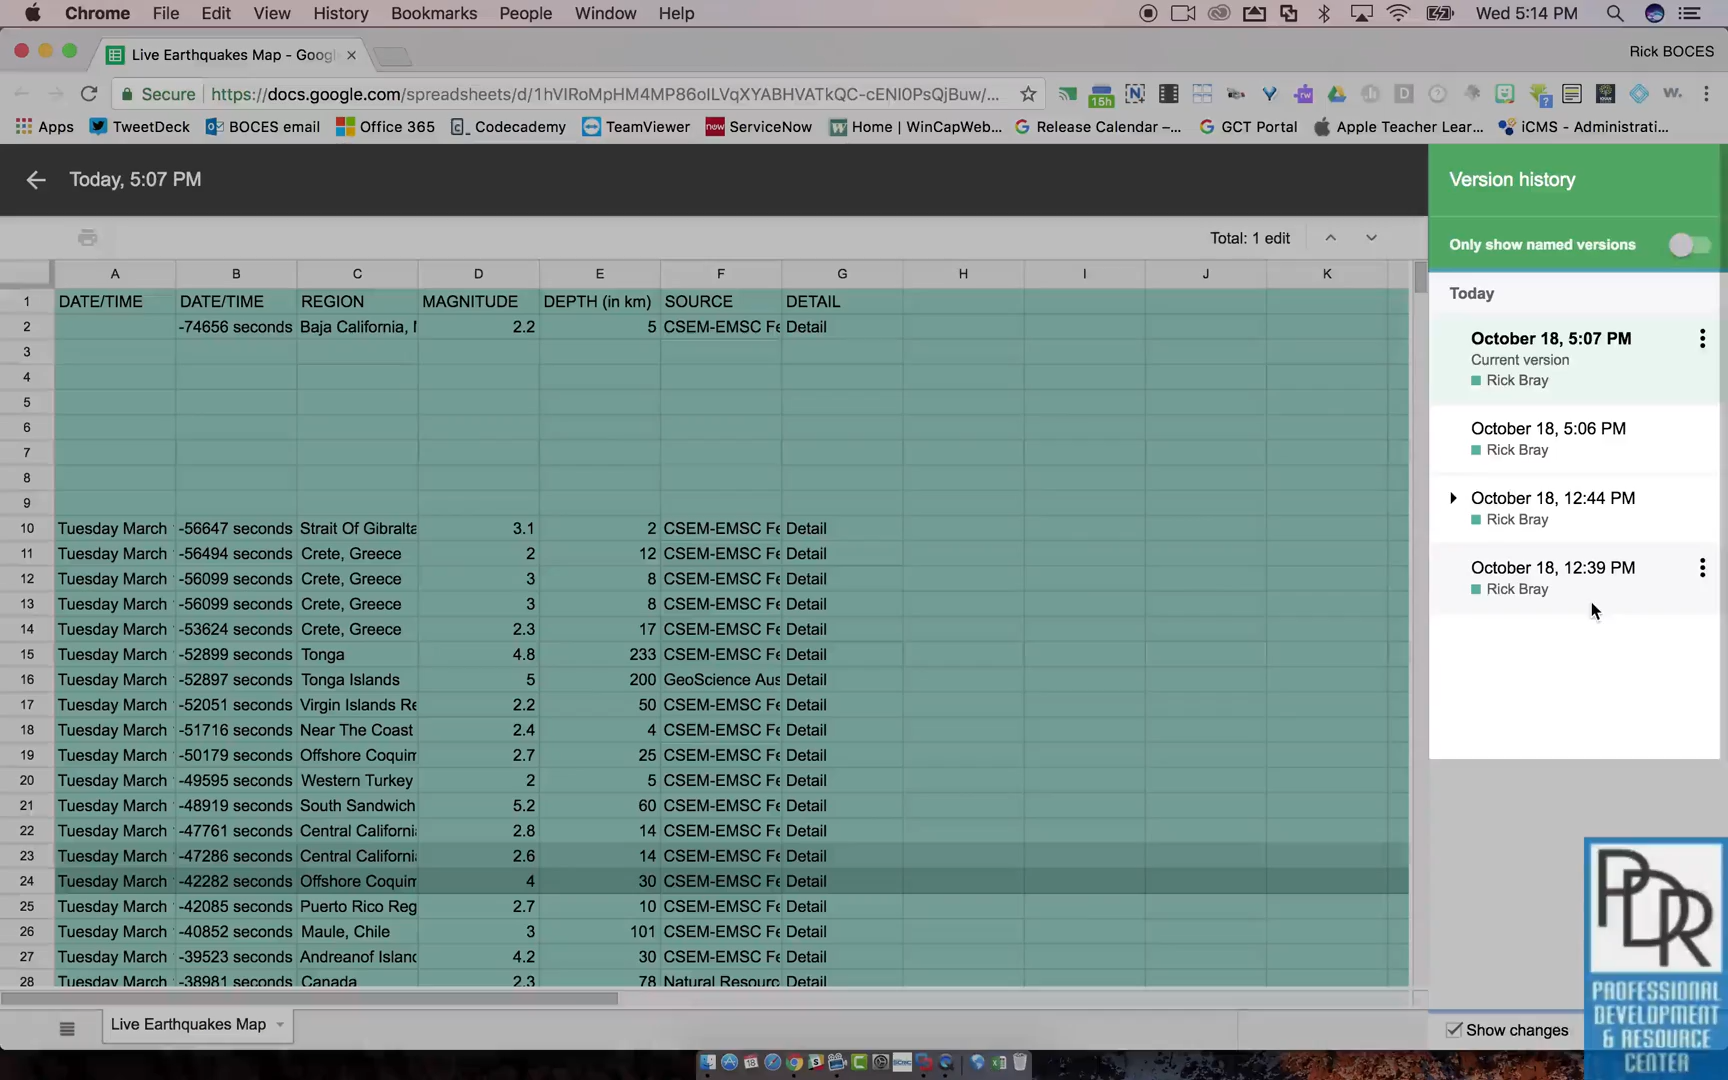 Chrome File Edit View History Bookmarks People Window Help Wed 5:14 PM
Live Earthquakes Map - Goog Rick BOCES
Secure https://docs.google.com/spreadsheets/d/1hVIRoMpHM4MP86oILVqXYABHVATkQC-cENI0PsQjBuw/... 15h
Apps TweetDeck BOCES email Office 365 Codecademy TeamViewer now ServiceNow Home | WinCapWeb... Release Calendar –... GCT Portal Apple Teacher Lear... iCMS - Administrati...
Today, 5:07 PM
Version history
Total: 1 edit
Only show named versions
A B C D E F G H I J K
1 DATE/TIME DATE/TIME REGION MAGNITUDE DEPTH (in km) SOURCE DETAIL
2 -74656 seconds Baja California, 2.2 5 CSEM-EMSC Fe Detail
3
4
5
6
7
8
9
10 Tuesday March -56647 seconds Strait Of Gibralta 3.1 2 CSEM-EMSC Fe Detail
11 Tuesday March -56494 seconds Crete, Greece 2 12 CSEM-EMSC Fe Detail
12 Tuesday March -56099 seconds Crete, Greece 3 8 CSEM-EMSC Fe Detail
13 Tuesday March -56099 seconds Crete, Greece 3 8 CSEM-EMSC Fe Detail
14 Tuesday March -53624 seconds Crete, Greece 2.3 17 CSEM-EMSC Fe Detail
15 Tuesday March -52899 seconds Tonga 4.8 233 CSEM-EMSC Fe Detail
16 Tuesday March -52897 seconds Tonga Islands 5 200 GeoScience Aus Detail
17 Tuesday March -52051 seconds Virgin Islands Re 2.2 50 CSEM-EMSC Fe Detail
18 Tuesday March -51716 seconds Near The Coast 2.4 4 CSEM-EMSC Fe Detail
19 Tuesday March -50179 seconds Offshore Coquim 2.7 25 CSEM-EMSC Fe Detail
20 Tuesday March -49595 seconds Western Turkey 2 5 CSEM-EMSC Fe Detail
21 Tuesday March -48919 seconds South Sandwich 5.2 60 CSEM-EMSC Fe Detail
22 Tuesday March -47761 seconds Central Californi 2.8 14 CSEM-EMSC Fe Detail
23 Tuesday March -47286 seconds Central Californi 2.6 14 CSEM-EMSC Fe Detail
24 Tuesday March -42282 seconds Offshore Coquim 4 30 CSEM-EMSC Fe Detail
25 Tuesday March -42085 seconds Puerto Rico Reg 2.7 10 CSEM-EMSC Fe Detail
26 Tuesday March -40852 seconds Maule, Chile 3 101 CSEM-EMSC Fe Detail
27 Tuesday March -39523 seconds Andreanof Island 4.2 30 CSEM-EMSC Fe Detail
28 Tuesday March -38981 seconds Canada 2.3 78 Natural Resourc Detail
Today
October 18, 5:07 PM
Current version
Rick Bray
October 18, 5:06 PM
Rick Bray
October 18, 12:44 PM
Rick Bray
October 18, 12:39 PM
Rick Bray
Live Earthquakes Map
Show changes
PDR
PROFESSIONAL
DEVELOPMENT
& RESOURCE
CENTER